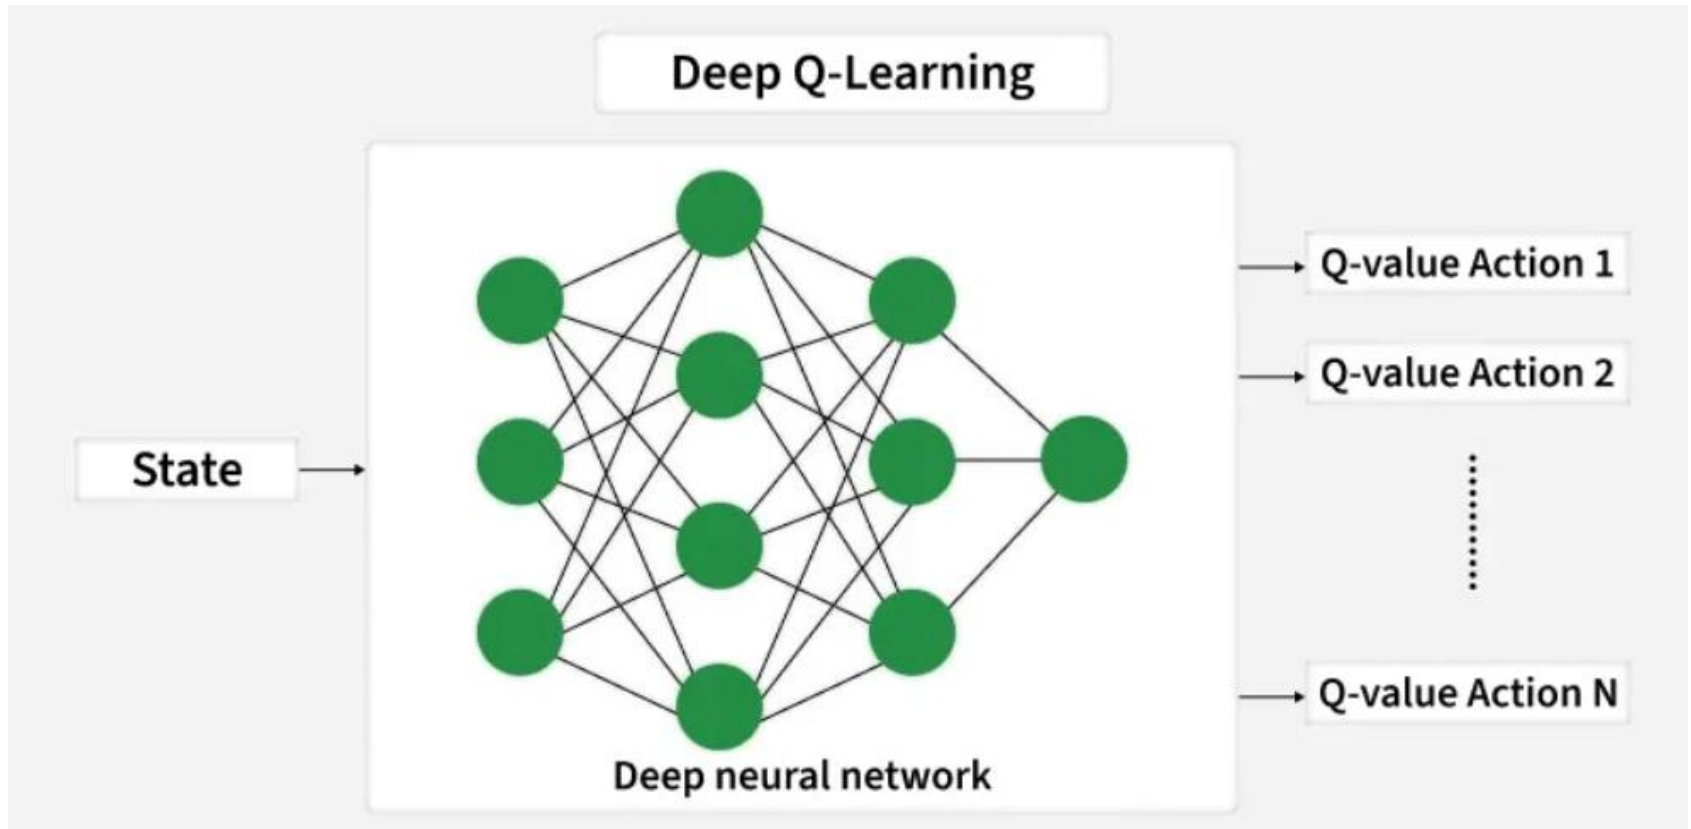 Deep Q-Learning
State
Q-value Action 1
Q-value Action 2
Q-value Action N
Deep neural network